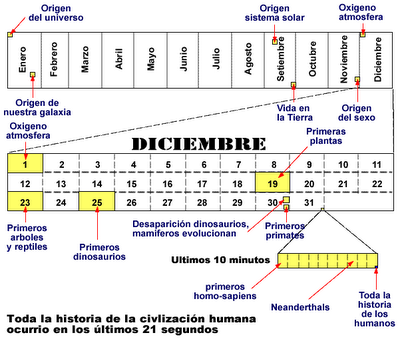 Origen
del universo
Origen
sistema solar
Oxigeno
atmosfera
Enero
Febrero
Marzo
Abril
Mayo
Junio
Julio
Agosto
Setiembre
Octubre
Noviembre
Diciembre
Origen de
nuestra galaxia
Vida en
la Tierra
Origen
del sexo
Oxigeno
atmosfera
DICIEMBRE
Primeras
plantas
1 2 3 4 5 6 7 8 9 10 11
12 13 14 15 16 17 18 19 20 21 22
23 24 25 26 27 28 29 30 31
Primeros
arboles
y reptiles
Primeros
dinosaurios
Desaparición dinosaurios,
mamiferos evolucionan
Primeros
primates
Ultimos 10 minutos
primeros
homo-sapiens
Neanderthals
Toda la
historia
de los
humanos
Toda la historia de la civlización humana
ocurrio en los últimos 21 segundos